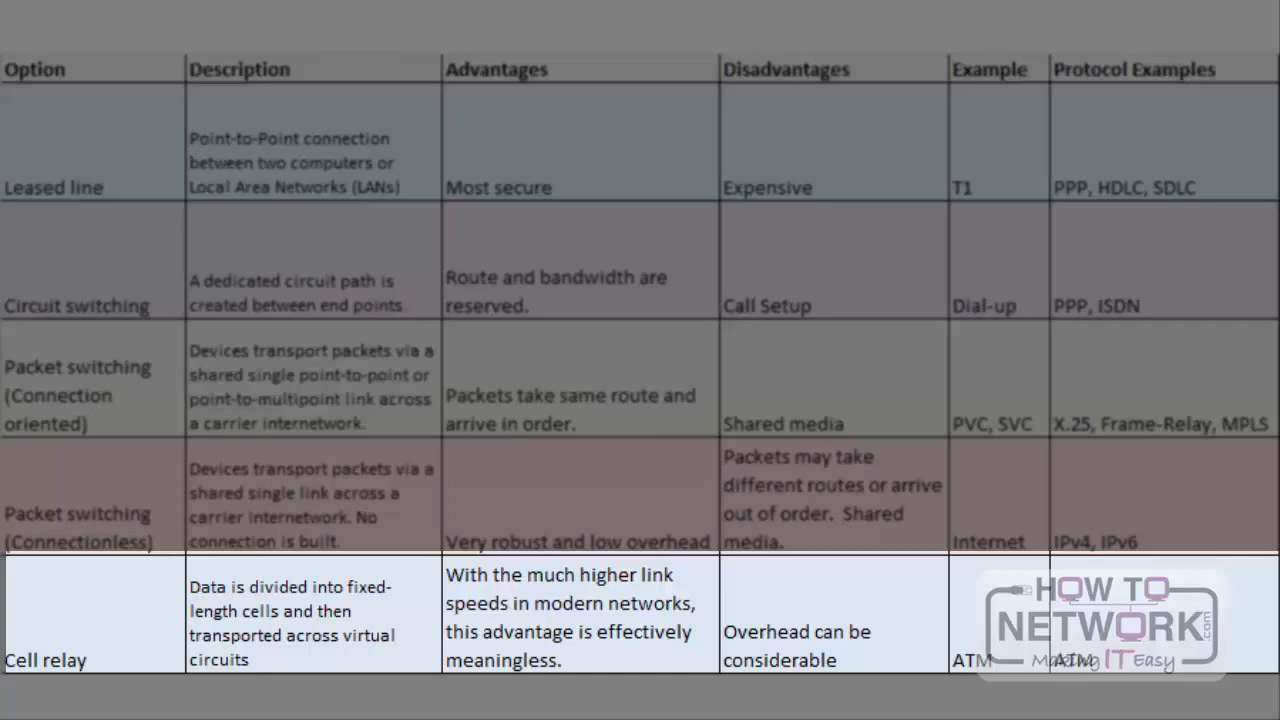 Option Description Advantages Disadvantages Example Protocol Examples
Leased line
Point-to-Point connection
between two computers or
Local Area Networks (LANs)
Most secure
Expensive
T1
PPP, HDLC, SDLC
Circuit switching
A dedicated circuit path is
created between end points.
Route and bandwidth are
reserved.
Call Setup
Dial-up
PPP, ISDN
Packet switching
(Connection
oriented)
Devices transport packets via a
shared single point-to-point or
point-to-multipoint link across
a carrier internetwork.
Packets take same route and
arrive in order.
Shared media
PVC, SVC
X.25, Frame-Relay, MPLS
Packet switching
(Connectionless)
Devices transport packets via a
shared single link across a
carrier internetwork. No
connection is built.
Very robust and low overhead
Packets may take
different routes or arrive
out of order. Shared
media.
Internet
IPv4, IPv6
Cell relay
Data is divided into fixed-
length cells and then
transported across virtual
circuits
With the much higher link
speeds in modern networks,
this advantage is effectively
meaningless.
Overhead can be
considerable
ATM
ATM
HOW TO
NETWORK.com
Making IT Easy